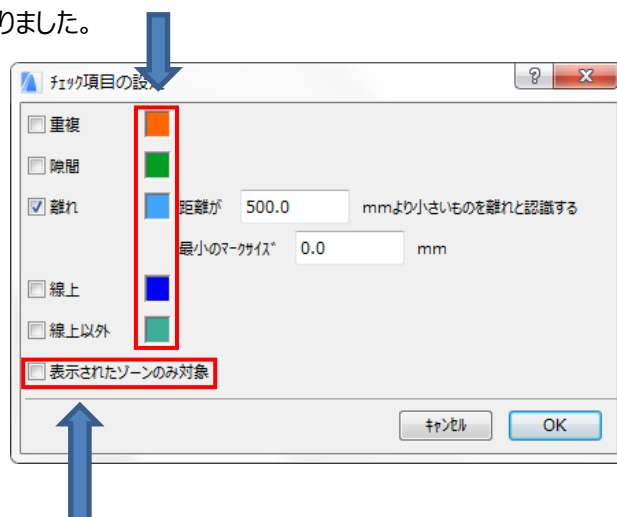 りました。
チェック項目の設定
重複
隙間
離れ 距離が 500.0 mmより小さいものを離れと認識する
最小のマークサイズ 0.0 mm
線上
線上以外
表示されたゾーンのみ対象
キャンセル OK